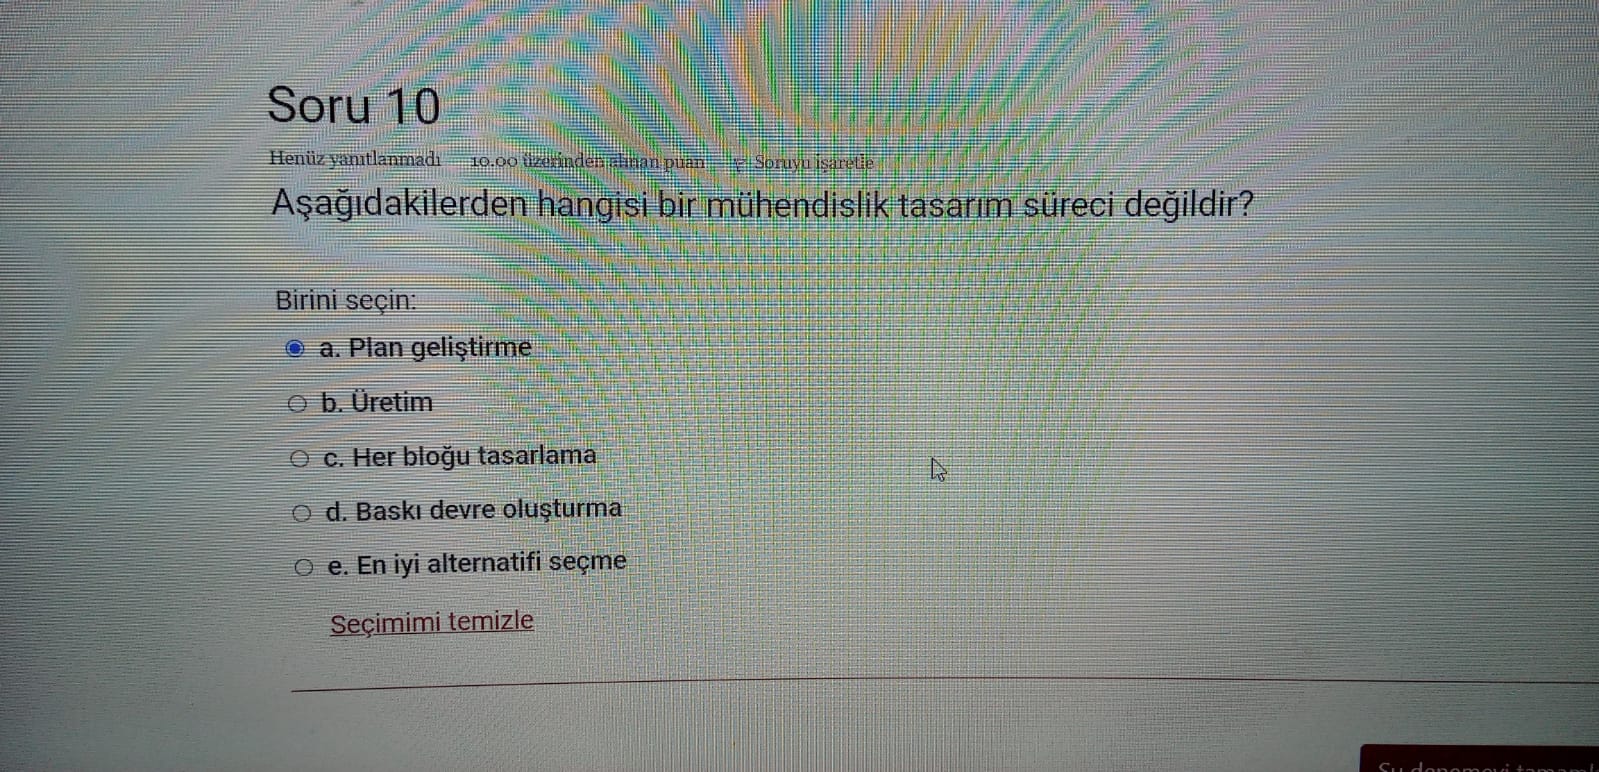 Soru 10
Henüz yanıtlanmadı 10.00 üzerinden alınan puan Soruyu işaretle
Aşağıdakilerden hangisi bir mühendislik tasarım süreci değildir?
Birini seçin:
a. Plan geliştirme
b. Üretim
c. Her bloğu tasarlama
d. Baskı devre oluşturma
e. En iyi alternatifi seçme
Seçimimi temizle